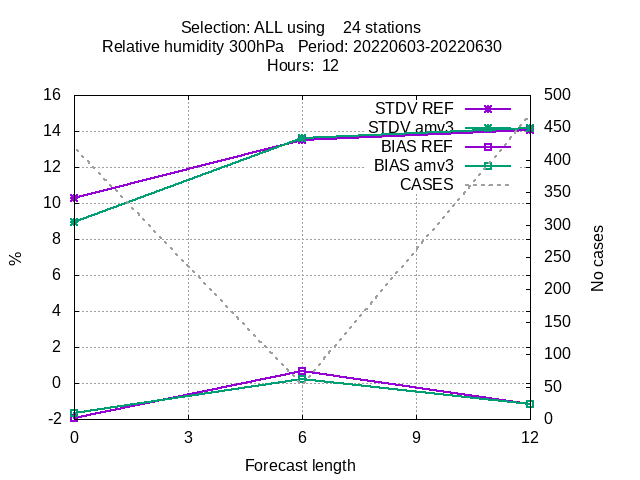 Selection: ALL using    24 stations
Relative humidity 300hPa   Period: 20220603-20220630
Hours:  12
STDV REF
STDV amv3
BIAS REF
BIAS amv3
CASES
16
14
12
10
8
6
4
2
0
-2
%
500
450
400
350
300
250
200
150
100
50
0
No cases
0 3 6 9 12
Forecast length